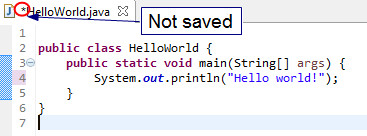 *HelloWorld.java
Not saved
1
2 public class HelloWorld {
3 public static void main(String[] args) {
4 System.out.println("Hello world!");
5 }
6 }
7